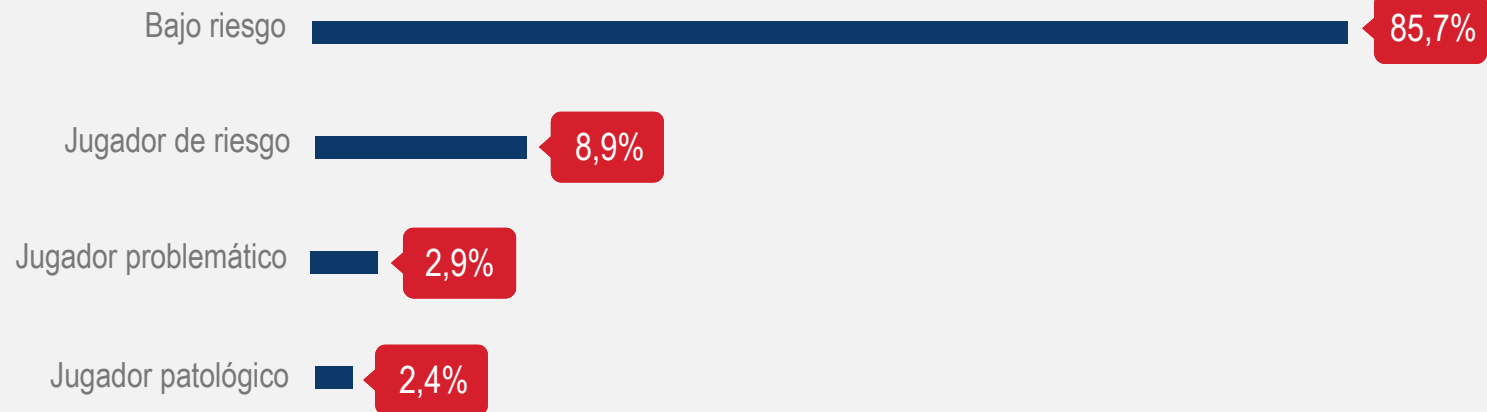 Bajo riesgo 85,7%
Jugador de riesgo 8,9%
Jugador problemático 2,9%
Jugador patológico 2,4%